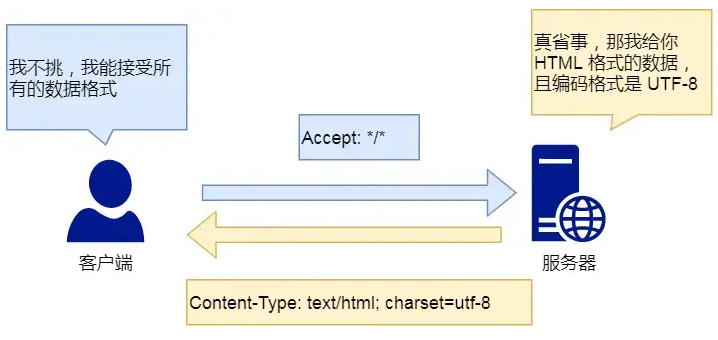 我不挑，我能接受所
有的数据格式
真省事，那我给你
HTML 格式的数据，
且编码格式是 UTF-8
Accept: */*
客户端
服务器
Content-Type: text/html; charset=utf-8